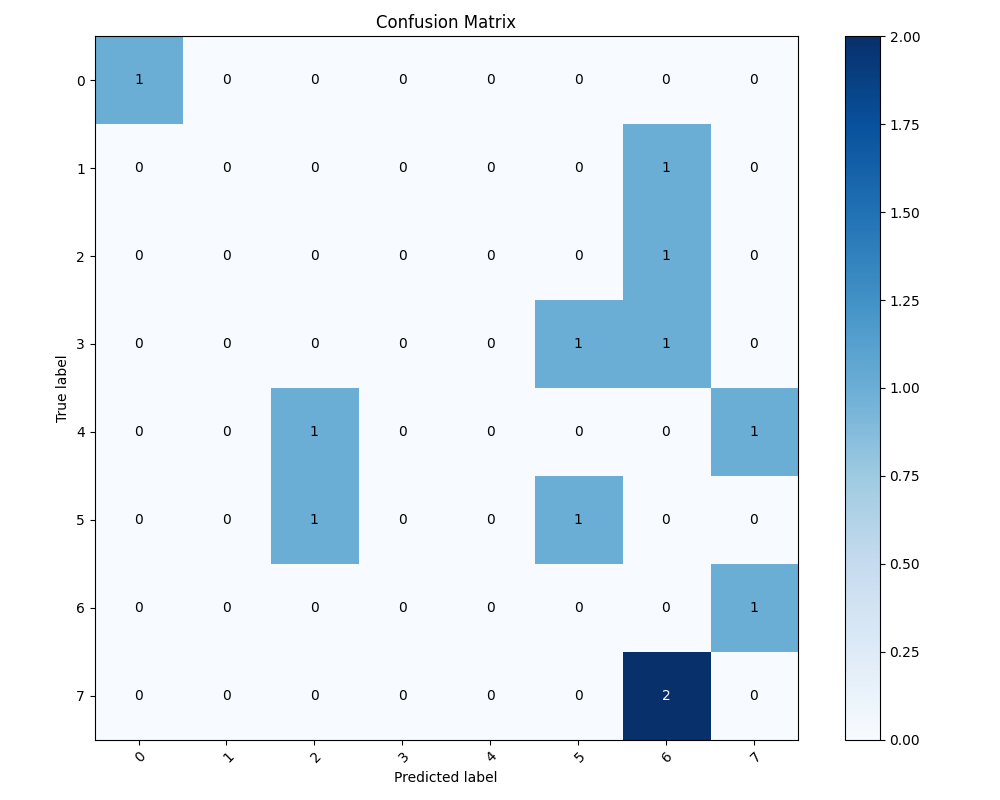 Confusion Matrix
0 1 0 0 0 0 0 0 0
1 0 0 0 0 0 0 1 0
2 0 0 0 0 0 0 1 0
3 0 0 0 0 0 1 1 0
4 0 0 1 0 0 0 0 1
5 0 0 1 0 0 1 0 0
6 0 0 0 0 0 0 0 1
7 0 0 0 0 0 0 2 0
0 1 2 3 4 5 6 7
Predicted label
True label
2.00
1.75
1.50
1.25
1.00
0.75
0.50
0.25
0.00